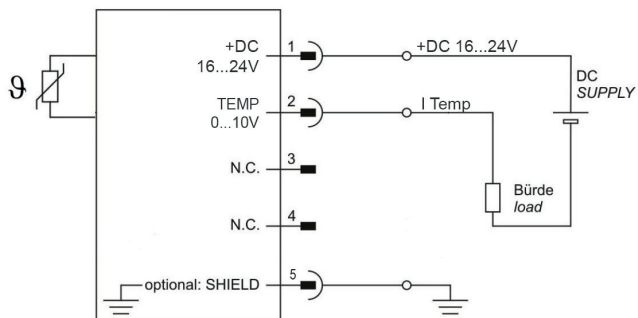 ϑ
+DC
16...24V
1
+DC 16...24V
DC
SUPPLY
TEMP
0...10V
2
I Temp
N.C.
3
Bürde
load
N.C.
4
optional: SHIELD
5